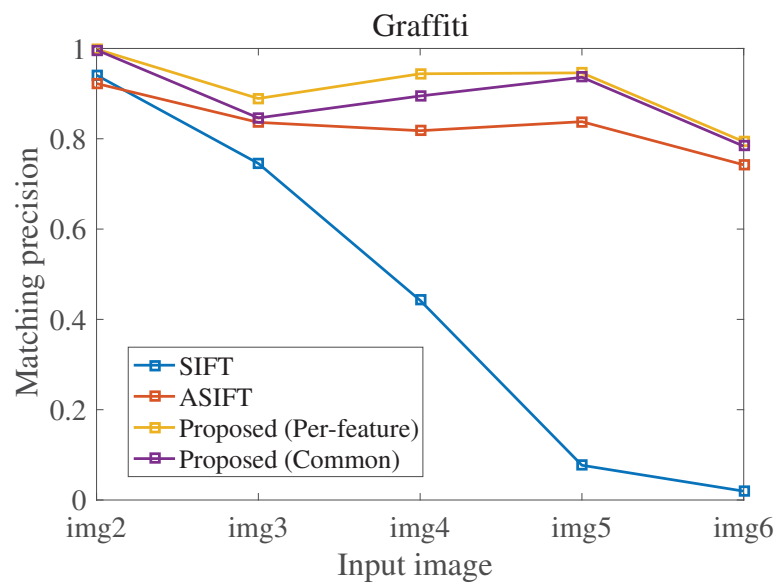 Graffiti
1
0.8
0.6
0.4
0.2
0
Matching precision
SIFT
ASIFT
Proposed (Per-feature)
Proposed (Common)
img2 img3 img4 img5 img6
Input image